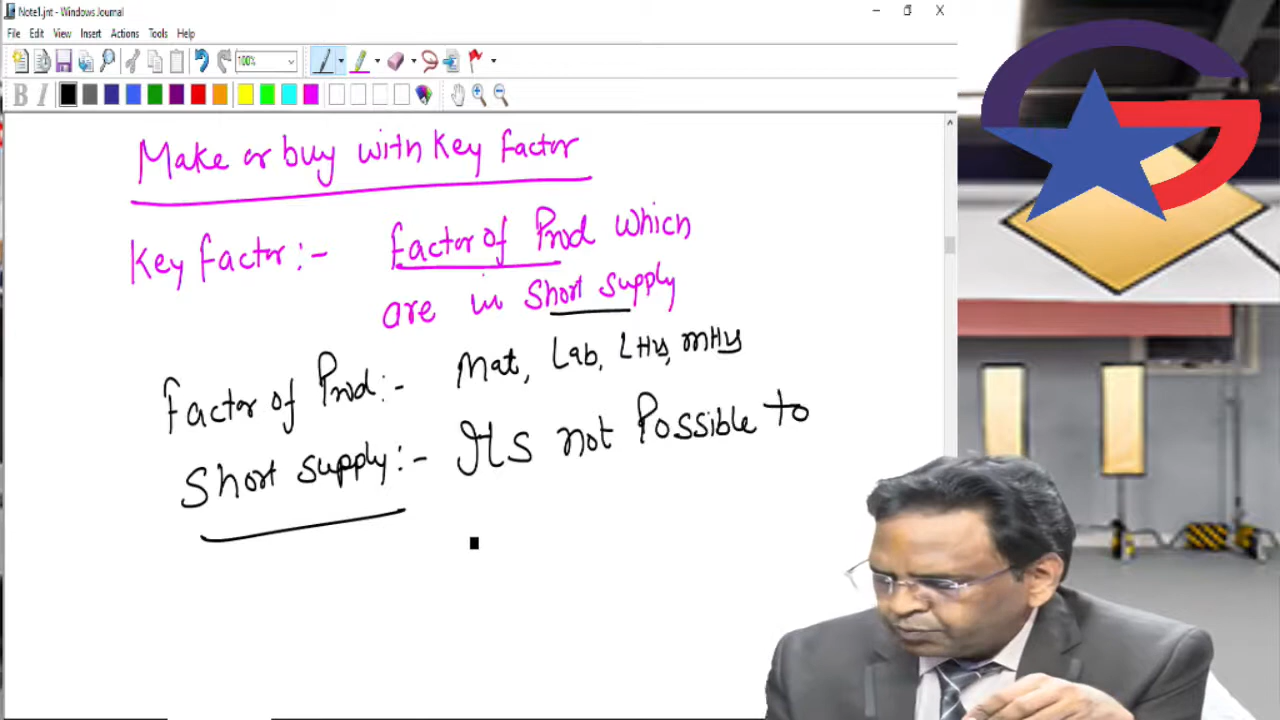 Note1.jnt - Windows Journal
File Edit View Insert Actions Tools Help
100%
B I
Make or buy with Key factor
Key factor :- factor of Prod which
are in short supply
factor of Prod :- Mat, Lab, LHrs, MHrs
Short supply :- Its not Possible to